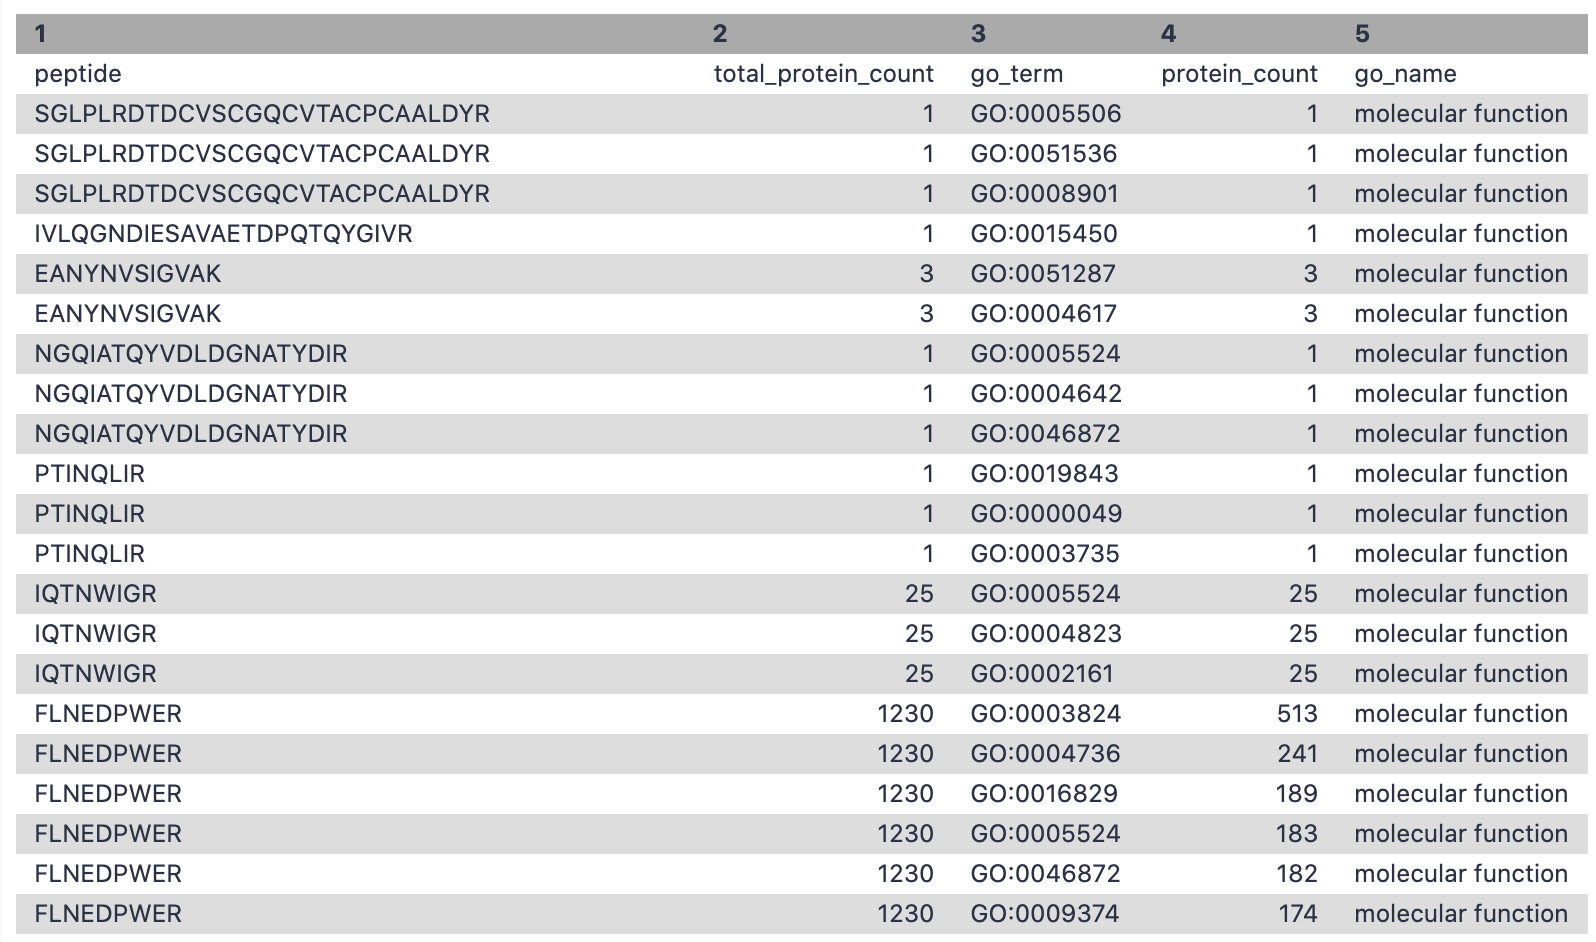 1 2 3 4 5
peptide total_protein_count go_term protein_count go_name
SGLPLRDTDCVSCGQCVTACPCAALDYR 1 GO:0005506 1 molecular function
SGLPLRDTDCVSCGQCVTACPCAALDYR 1 GO:0051536 1 molecular function
SGLPLRDTDCVSCGQCVTACPCAALDYR 1 GO:0008901 1 molecular function
IVLQGNDIESAVAETDPQTQYGIVR 1 GO:0015450 1 molecular function
EANYNVSIGVAK 3 GO:0051287 3 molecular function
EANYNVSIGVAK 3 GO:0004617 3 molecular function
NGQIATQYVDLDGNATYDIR 1 GO:0005524 1 molecular function
NGQIATQYVDLDGNATYDIR 1 GO:0004642 1 molecular function
NGQIATQYVDLDGNATYDIR 1 GO:0046872 1 molecular function
PTINQLIR 1 GO:0019843 1 molecular function
PTINQLIR 1 GO:0000049 1 molecular function
PTINQLIR 1 GO:0003735 1 molecular function
IQTNWIGR 25 GO:0005524 25 molecular function
IQTNWIGR 25 GO:0004823 25 molecular function
IQTNWIGR 25 GO:0002161 25 molecular function
FLNEDPWER 1230 GO:0003824 513 molecular function
FLNEDPWER 1230 GO:0004736 241 molecular function
FLNEDPWER 1230 GO:0016829 189 molecular function
FLNEDPWER 1230 GO:0005524 183 molecular function
FLNEDPWER 1230 GO:0046872 182 molecular function
FLNEDPWER 1230 GO:0009374 174 molecular function